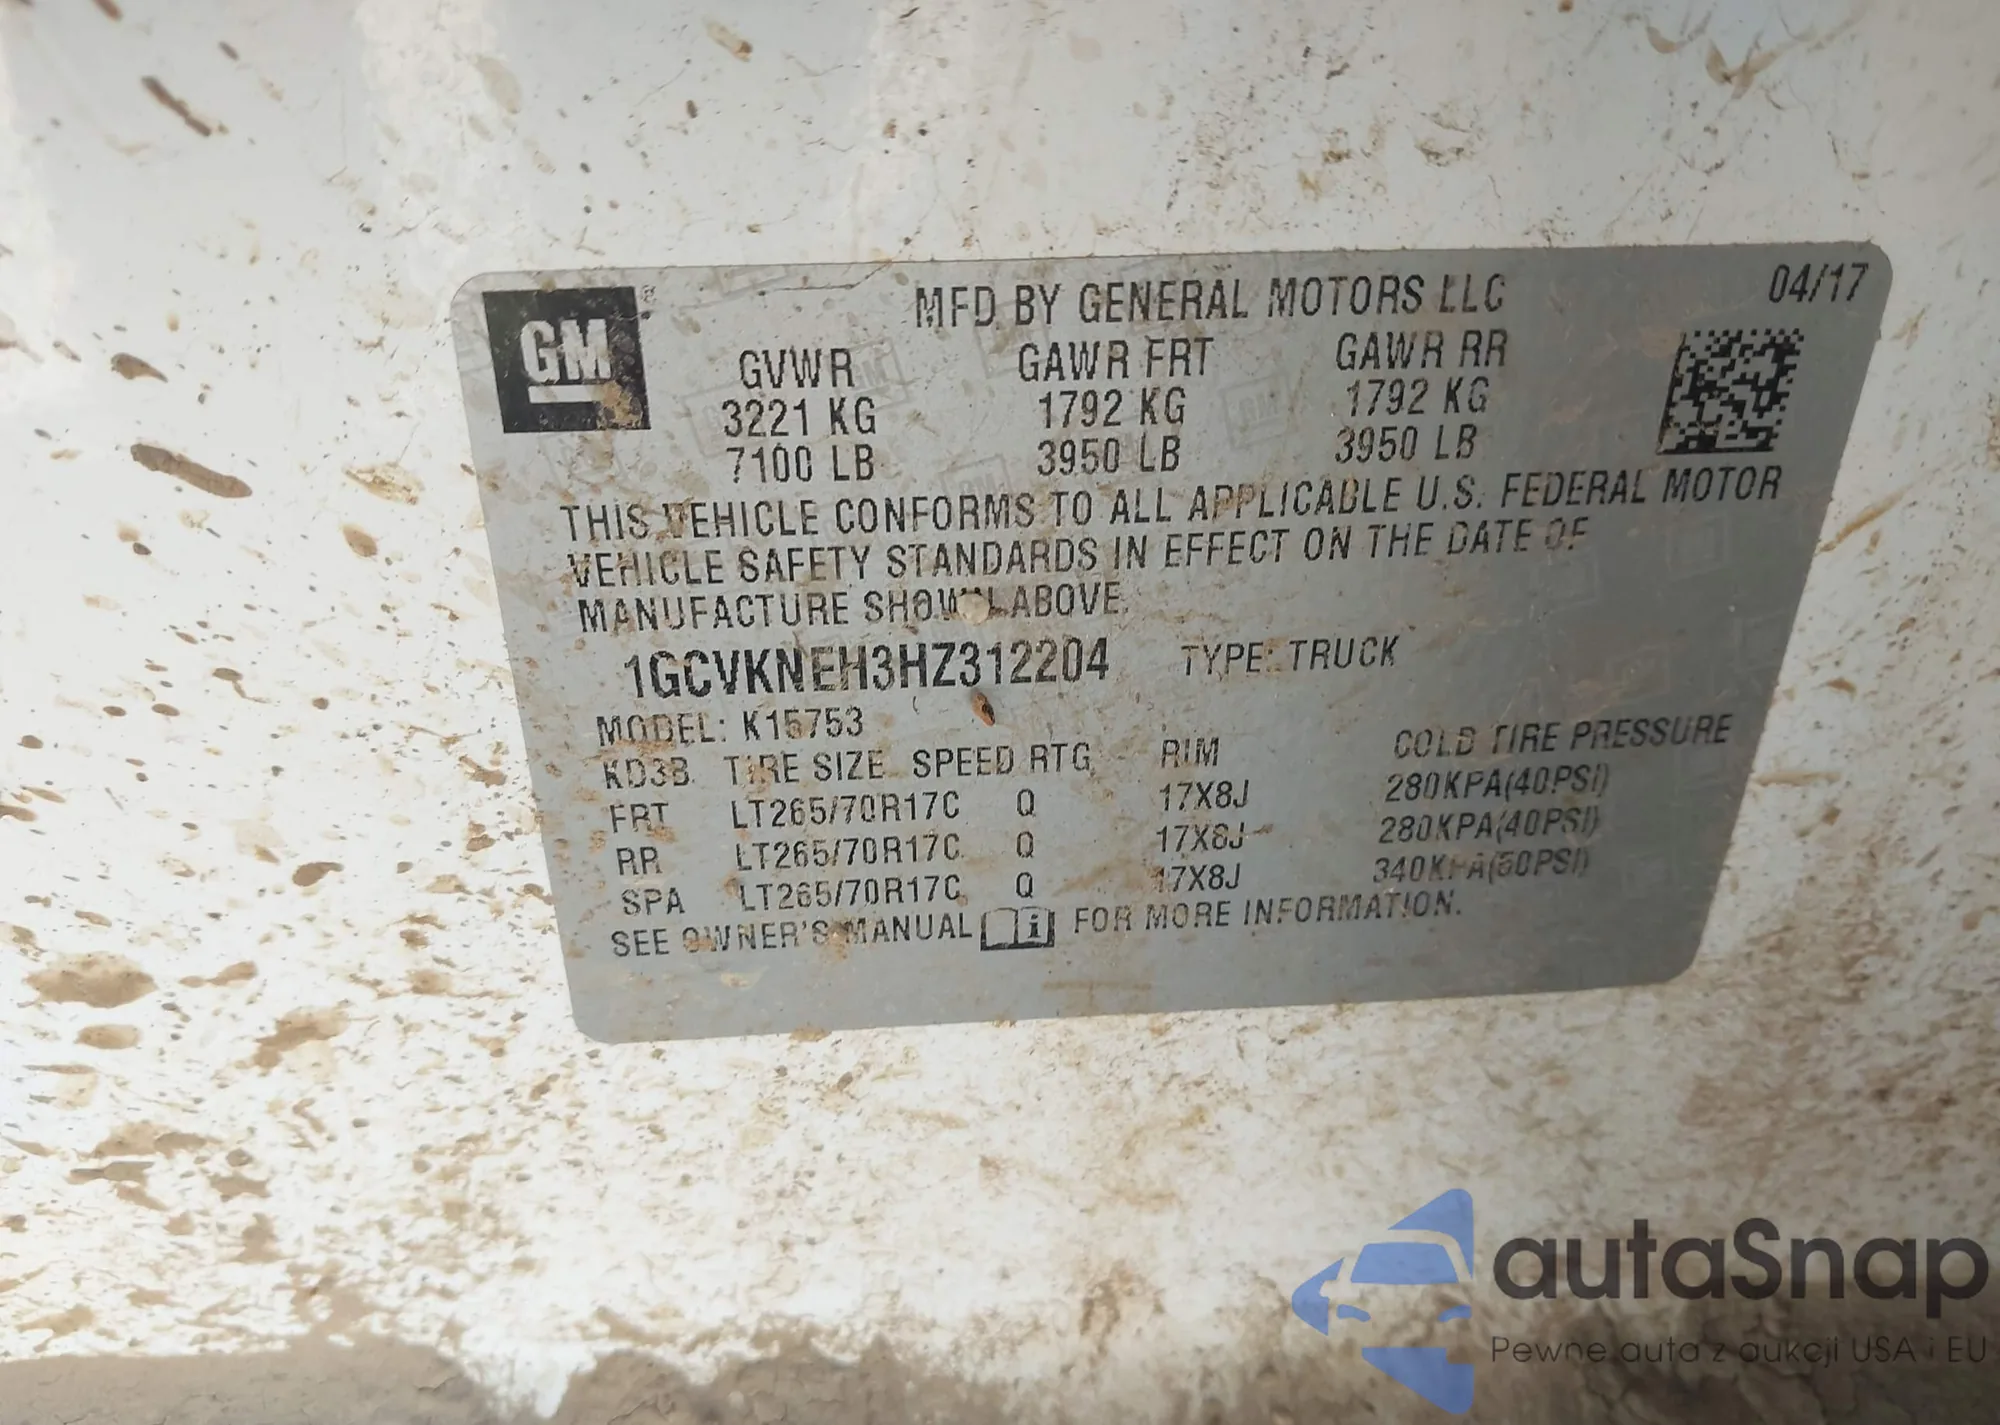 GM ®
MFD BY GENERAL MOTORS LLC 04/17
GVWR GAWR FRT GAWR RR
3221 KG 1792 KG 1792 KG
7100 LB 3950 LB 3950 LB
THIS VEHICLE CONFORMS TO ALL APPLICABLE U.S. FEDERAL MOTOR
VEHICLE SAFETY STANDARDS IN EFFECT ON THE DATE OF
MANUFACTURE SHOWN ABOVE.
1GCVKNEH3HZ312204 TYPE: TRUCK
MODEL: K15753
KD3B TIRE SIZE SPEED RTG RIM COLD TIRE PRESSURE
FRT LT265/70R17C Q 17X8J 280KPA(40PSI)
RR LT265/70R17C Q 17X8J 280KPA(40PSI)
SPA LT265/70R17C Q 17X8J 340KPA(50PSI)
SEE OWNER'S MANUAL i FOR MORE INFORMATION.
autaSnap
Pewne auta z aukcji USA i EU